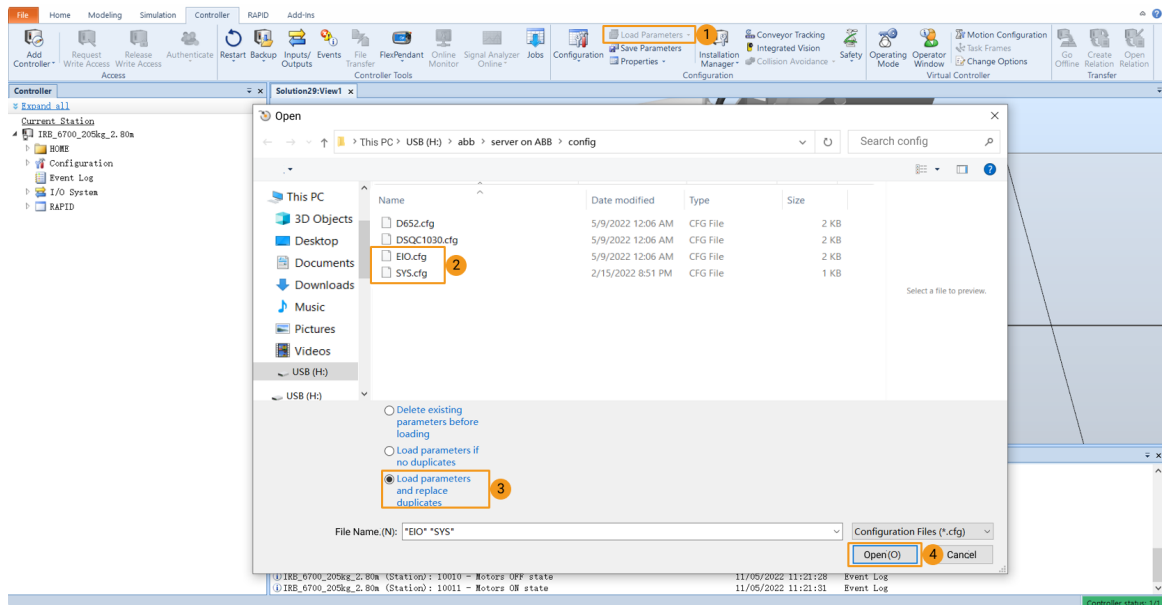 File Home Modeling Simulation Controller RAPID Add-Ins
Add Controller
Request Write Access
Release Write Access
Authenticate
Restart
Backup
Inputs/ Outputs
Events
File Transfer
FlexPendant
Online Monitor
Signal Analyzer Online
Jobs
Configuration
Load Parameters
1
Save Parameters
Properties
Installation Manager
Conveyor Tracking
Integrated Vision
Collision Avoidance
Safety
Operating Mode
Operator Window
Motion Configuration
Task Frames
Change Options
Go Offline
Create Relation
Open Relation
Access Controller Tools Configuration Virtual Controller Transfer
Controller
Solution29:View1
Expand all
Current Station
IRB_6700_205kg_2.80m
HOME
Configuration
Event Log
I/O System
RAPID
Open
This PC > USB (H:) > abb > server on ABB > config
Search config
This PC
3D Objects
Desktop
Documents
Downloads
Music
Pictures
Videos
USB (H:)
USB (H:)
Name Date modified Type Size
D652.cfg 5/9/2022 12:06 AM CFG File 2 KB
DSQC1030.cfg 5/9/2022 12:06 AM CFG File 2 KB
EIO.cfg 5/9/2022 12:06 AM CFG File 2 KB
2
SYS.cfg 2/15/2022 8:51 PM CFG File 1 KB
Select a file to preview.
Delete existing
parameters before
loading
Load parameters if
no duplicates
Load parameters
and replace
duplicates
3
File Name.(N): "EIO" "SYS"
Configuration Files (*.cfg)
Open(O) 4 Cancel
IRB_6700_205kg_2.80m (Station): 10010 - Motors OFF state 11/05/2022 11:21:28 Event Log
IRB_6700_205kg_2.80m (Station): 10011 - Motors ON state 11/05/2022 11:21:31 Event Log
Controller status: 1/1